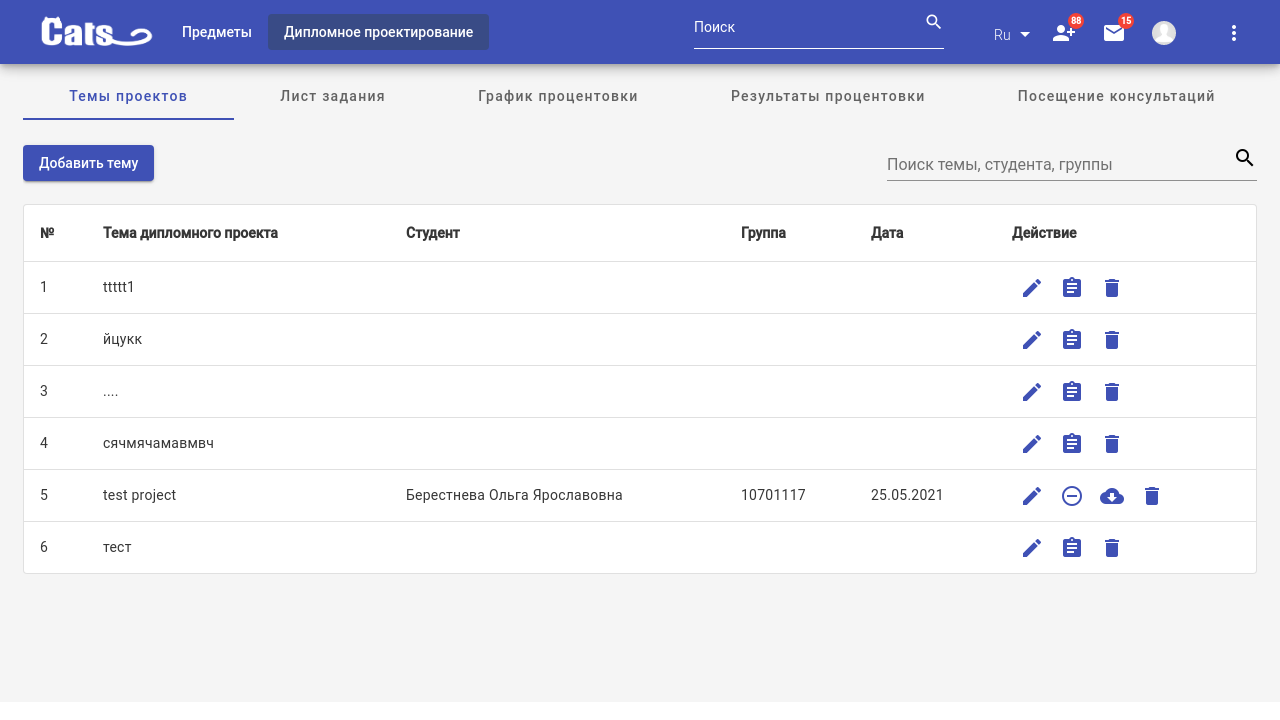 Cats Предметы Дипломное проектирование Поиск Ru 88 15
Темы проектов Лист задания График процентовки Результаты процентовки Посещение консультаций
Добавить тему Поиск темы, студента, группы
№ Тема дипломного проекта Студент Группа Дата Действие
1 ttttt1
2 йцукк
3 ....
4 сячмячамавмвч
5 test project Берестнева Ольга Ярославовна 10701117 25.05.2021
6 тест